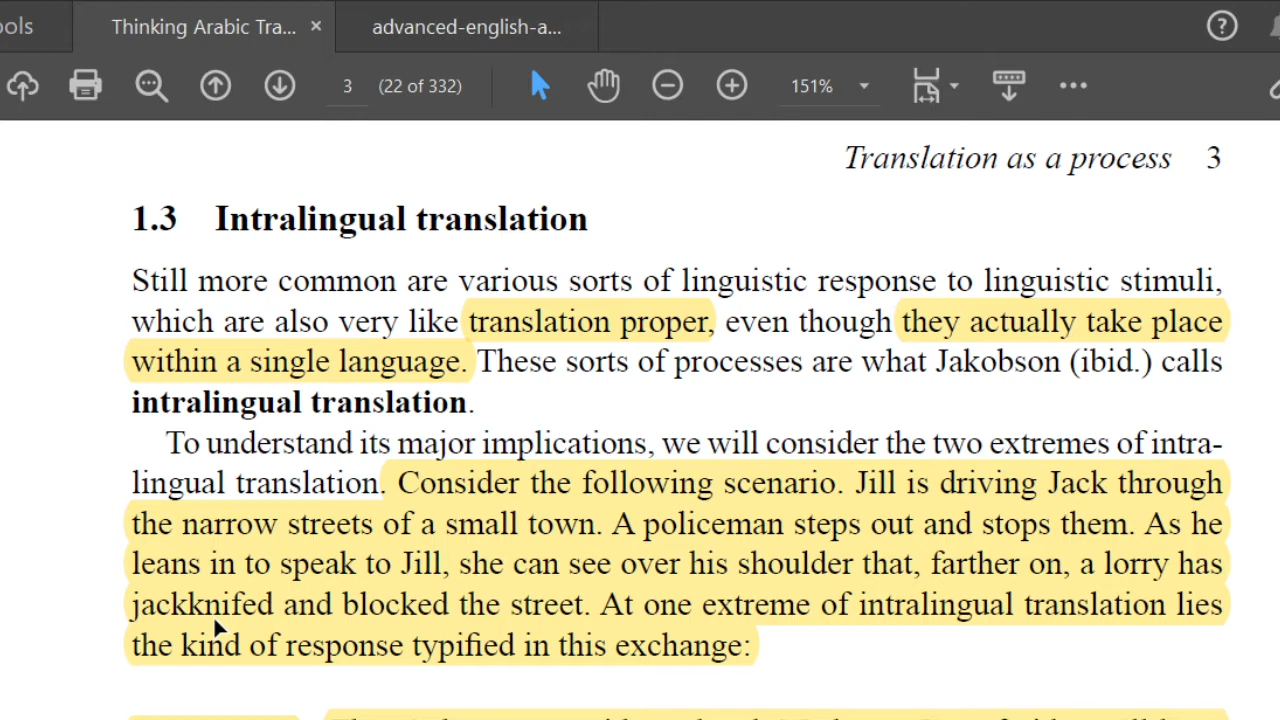 ools
Thinking Arabic Tra... ×
advanced-english-a...
3 (22 of 332)
151%
Translation as a process 3
1.3 Intralingual translation
Still more common are various sorts of linguistic response to linguistic stimuli,
which are also very like translation proper, even though they actually take place
within a single language. These sorts of processes are what Jakobson (ibid.) calls
intralingual translation.
To understand its major implications, we will consider the two extremes of intra-
lingual translation. Consider the following scenario. Jill is driving Jack through
the narrow streets of a small town. A policeman steps out and stops them. As he
leans in to speak to Jill, she can see over his shoulder that, farther on, a lorry has
jackknifed and blocked the street. At one extreme of intralingual translation lies
the kind of response typified in this exchange: